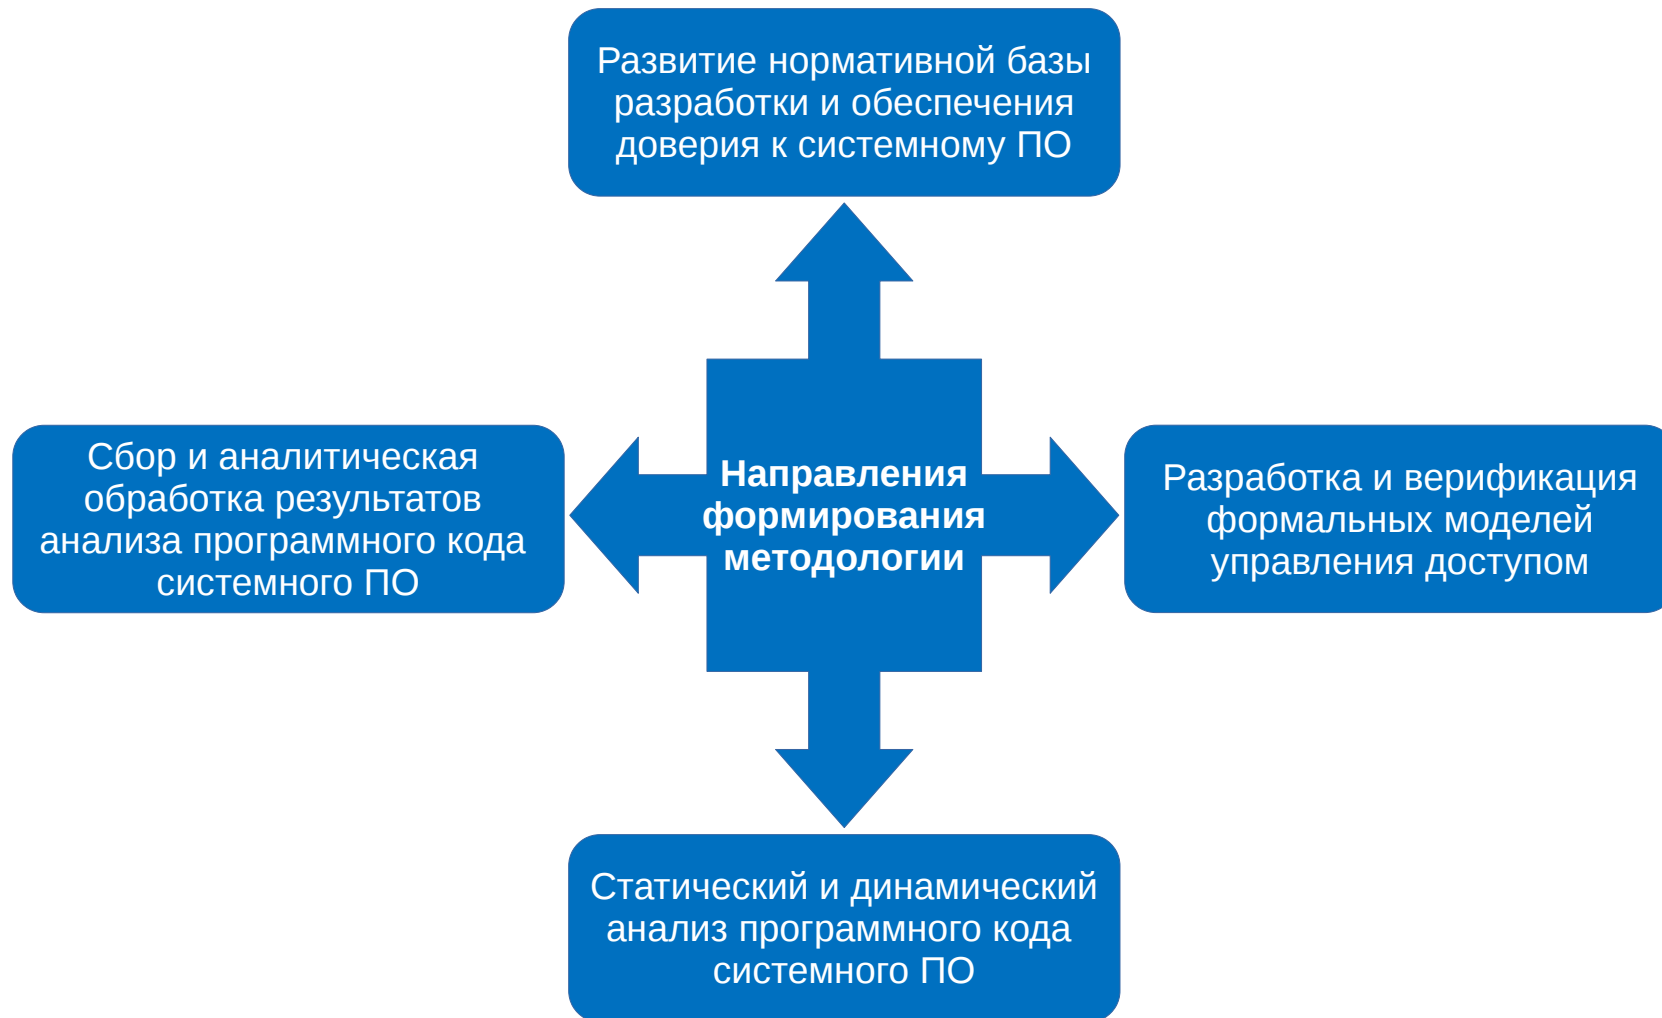 Развитие нормативной базы
разработки и обеспечения
доверия к системному ПО
Сбор и аналитическая
обработка результатов
анализа программного кода
системного ПО
Направления
формирования
методологии
Разработка и верификация
формальных моделей
управления доступом
Статический и динамический
анализ программного кода
системного ПО